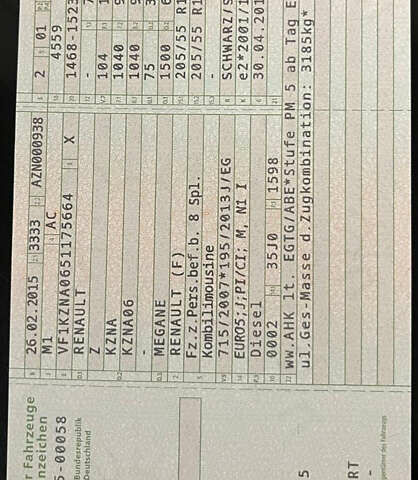 r Fahrzeuge
nzeichen
5-00058
Bundesrepublik
Deutschland
26.02.2015 3333 AZN000938 2 01
M1 AC 4559
VF1KZNA0651175664 X 1468-1523
RENAULT -
Z 104
KZNA 1040
KZNA06 1040
- 75
MEGANE 1500
RENAULT (F) 205/55 R1
Fz.z.Pers.bef.b. 8 Spl. 205/55 R1
Kombilimousine -
715/2007*195/2013J/EG SCHWARZ/S
EURO5;J;PI/CI; M, N1 I e2*2001/1
Diesel 30.04.201
0002 35J0 1598
ww.AHK lt. EGTG/ABE*Stufe PM 5 ab Tag E
ul.Ges-Masse d.Zugkombination: 3185kg*
5
RT
-